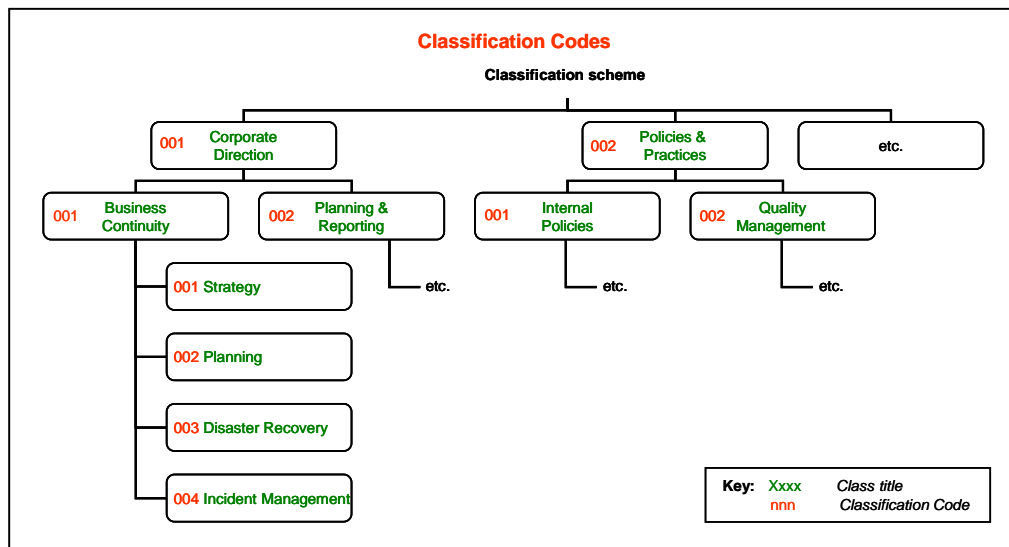 Classification Codes
Classification scheme
001 Corporate
Direction
002 Policies &
Practices
etc.
001 Business
Continuity
002 Planning &
Reporting
001 Internal
Policies
002 Quality
Management
001 Strategy
etc.
etc.
etc.
002 Planning
003 Disaster Recovery
004 Incident Management
Key: Xxxx Class title
nnn Classification Code